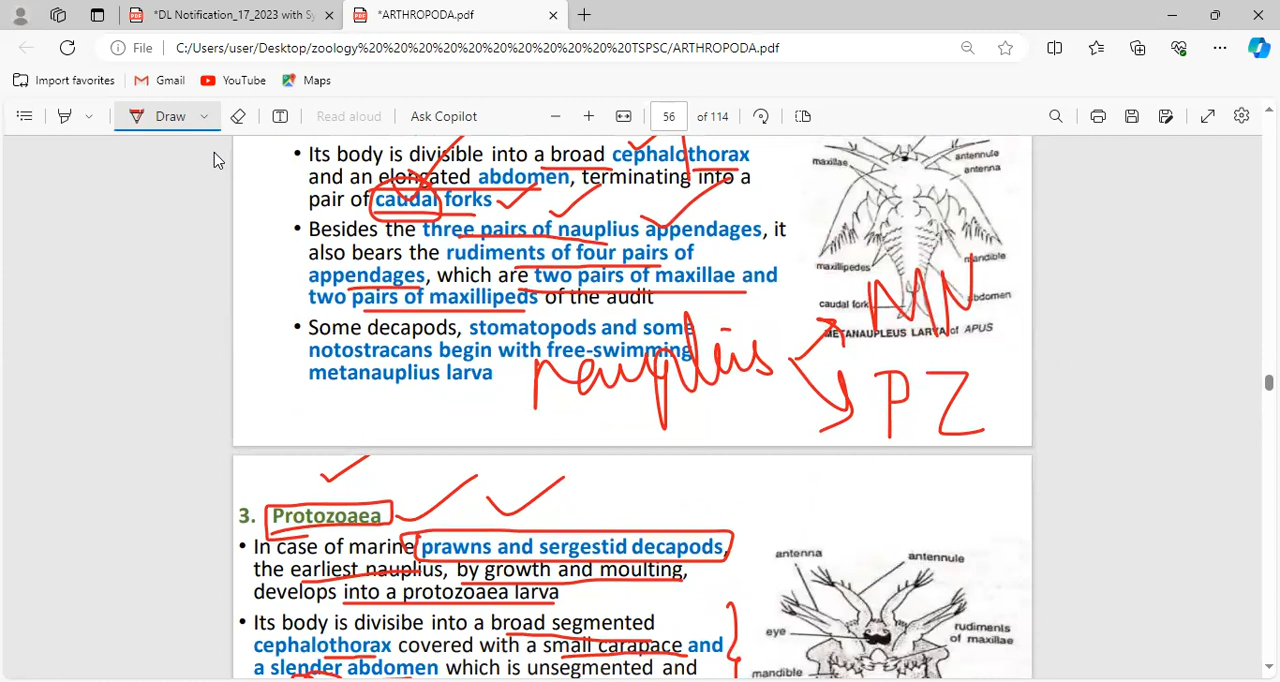 *DL Notification_17_2023 with Sy
*ARTHROPODA.pdf
File
C:/Users/user/Desktop/zoology%20%20%20%20%20%20%20%20%20%20TSPSC/ARTHROPODA.pdf
Import favorites
Gmail
YouTube
Maps
Draw
Read aloud
Ask Copilot
56
of 114
• Its body is divisible into a broad cephalothorax
and an elongated abdomen, terminating into a
pair of caudal forks
• Besides the three pairs of nauplius appendages, it
also bears the rudiments of four pairs of
appendages, which are two pairs of maxillae and
two pairs of maxillipeds of the audit
• Some decapods, stomatopods and some
notostracans begin with free-swimming
metanauplius larva
maxillae
antennule
antenna
mandible
maxillipedes
abdomen
caudal fork
METANAUPLEUS LARVA of APUS
nauplius
MN
PZ
3. Protozoaea
• In case of marine prawns and sergestid decapods,
the earliest nauplius, by growth and moulting,
develops into a protozoaea larva
• Its body is divisibe into a broad segmented
cephalothorax covered with a small carapace and
a slender abdomen which is unsegmented and
antenna
antennule
eye
rudiments
of maxillae
mandible